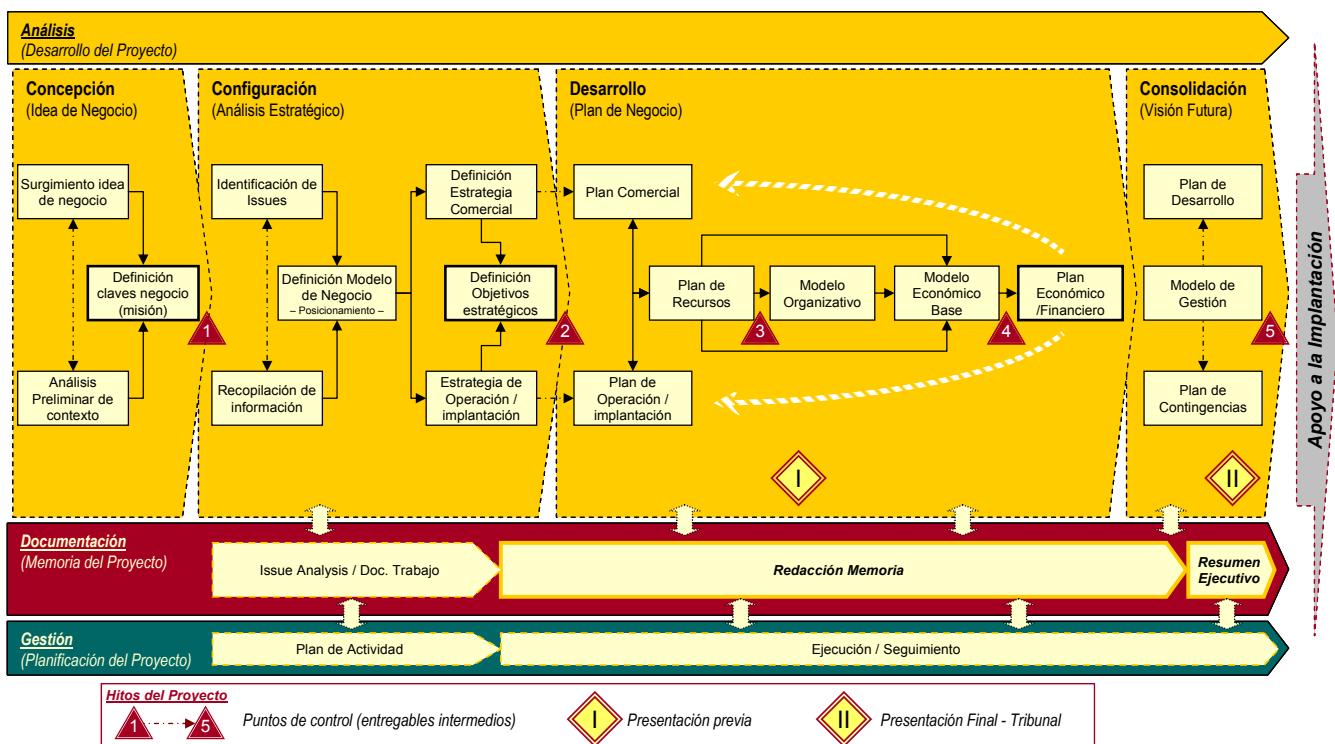 Análisis
(Desarrollo del Proyecto)
Concepción
(Idea de Negocio)
Surgimiento idea
de negocio
Definición
claves negocio
(misión)
1
Análisis
Preliminar de
contexto
Configuración
(Análisis Estratégico)
Identificación de
Issues
Definición Modelo
de Negocio
– Posicionamiento –
Recopilación de
información
Definición
Estrategia
Comercial
Definición
Objetivos
estratégicos
2
Estrategia de
Operación /
implantación
Desarrollo
(Plan de Negocio)
Plan Comercial
Plan de
Recursos
3
Modelo
Organizativo
Modelo
Económico
Base
4
Plan
Económico
/Financiero
Plan de
Operación /
implantación
I
Consolidación
(Visión Futura)
Plan de
Desarrollo
Modelo de
Gestión
5
Plan de
Contingencias
II
Apoyo a la Implantación
Documentación
(Memoria del Proyecto)
Issue Analysis / Doc. Trabajo
Redacción Memoria
Resumen
Ejecutivo
Gestión
(Planificación del Proyecto)
Plan de Actividad
Ejecución / Seguimiento
Hitos del Proyecto
1
5
Puntos de control (entregables intermedios)
I
Presentación previa
II
Presentación Final - Tribunal